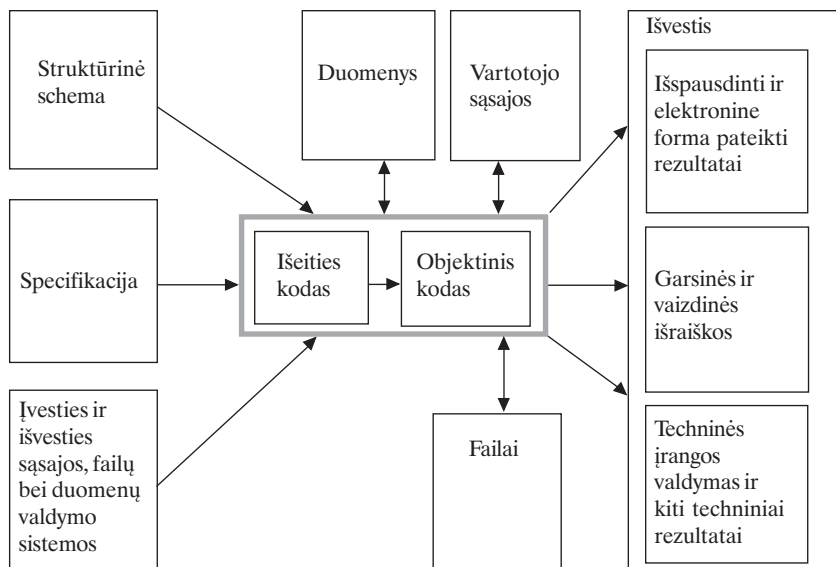 Struktūrinė
schema
Duomenys
Vartotojo
sąsajos
Išvestis
Išspausdinti ir
elektronine
forma pateikti
rezultatai
Specifikacija
Išeities
kodas
Objektinis
kodas
Garsinės ir
vaizdinės
išraiškos
Įvesties ir
išvesties
sąsajos, failų
bei duomenų
valdymo
sistemos
Failai
Techninės
įrangos
valdymas ir
kiti techniniai
rezultatai